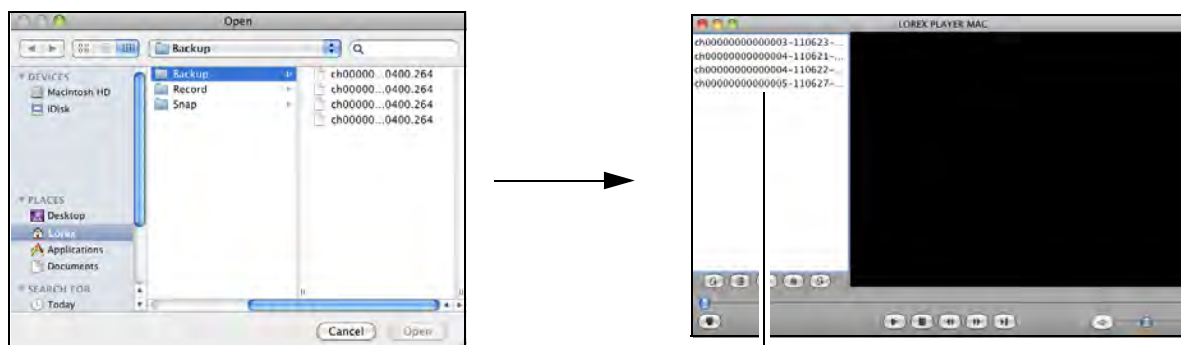 Open
Backup
DEVICES
Macintosh HD
iDisk
PLACES
Desktop
Lorex
Applications
Documents
SEARCH FOR
Today
Backup
Record
Snap
ch00000...0400.264
ch00000...0400.264
ch00000...0400.264
ch00000...0400.264
Cancel
Open
LOREX PLAYER MAC
ch00000000000003-110623-...
ch00000000000004-110621-...
ch00000000000004-110622-...
ch00000000000005-110627-...